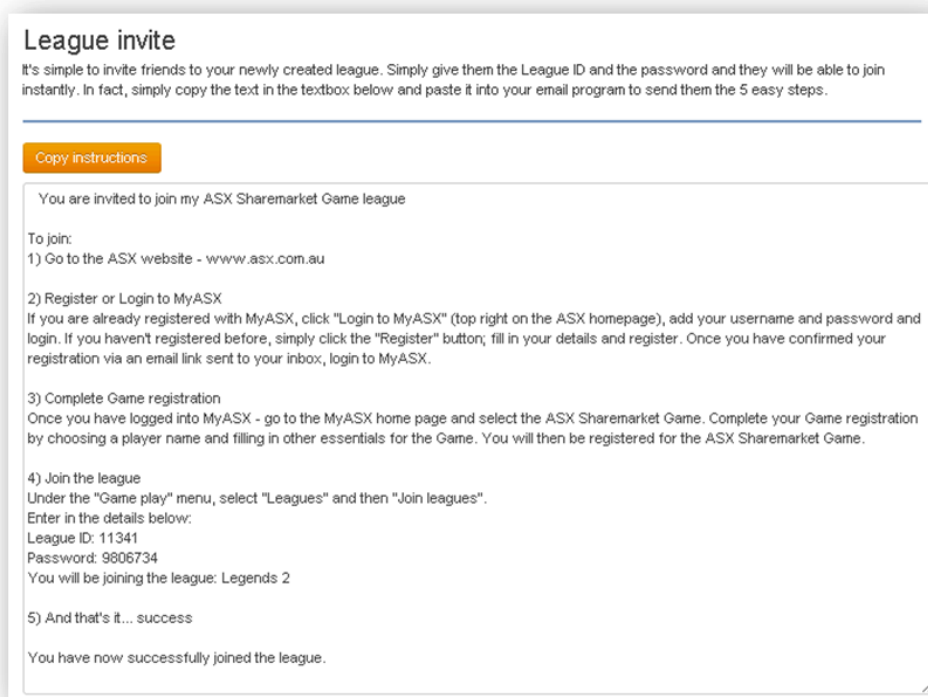 League invite
It's simple to invite friends to your newly created league. Simply give them the League ID and the password and they will be able to join
instantly. In fact, simply copy the text in the textbox below and paste it into your email program to send them the 5 easy steps.
Copy instructions
You are invited to join my ASX Sharemarket Game league
To join:
1) Go to the ASX website - www.asx.com.au
2) Register or Login to MyASX
If you are already registered with MyASX, click "Login to MyASX" (top right on the ASX homepage), add your username and password and
login. If you haven't registered before, simply click the "Register" button; fill in your details and register. Once you have confirmed your
registration via an email link sent to your inbox, login to MyASX.
3) Complete Game registration
Once you have logged into MyASX - go to the MyASX home page and select the ASX Sharemarket Game. Complete your Game registration
by choosing a player name and filling in other essentials for the Game. You will then be registered for the ASX Sharemarket Game.
4) Join the league
Under the "Game play" menu, select "Leagues" and then "Join leagues".
Enter in the details below:
League ID: 11341
Password: 9806734
You will be joining the league: Legends 2
5) And that's it... success
You have now successfully joined the league.